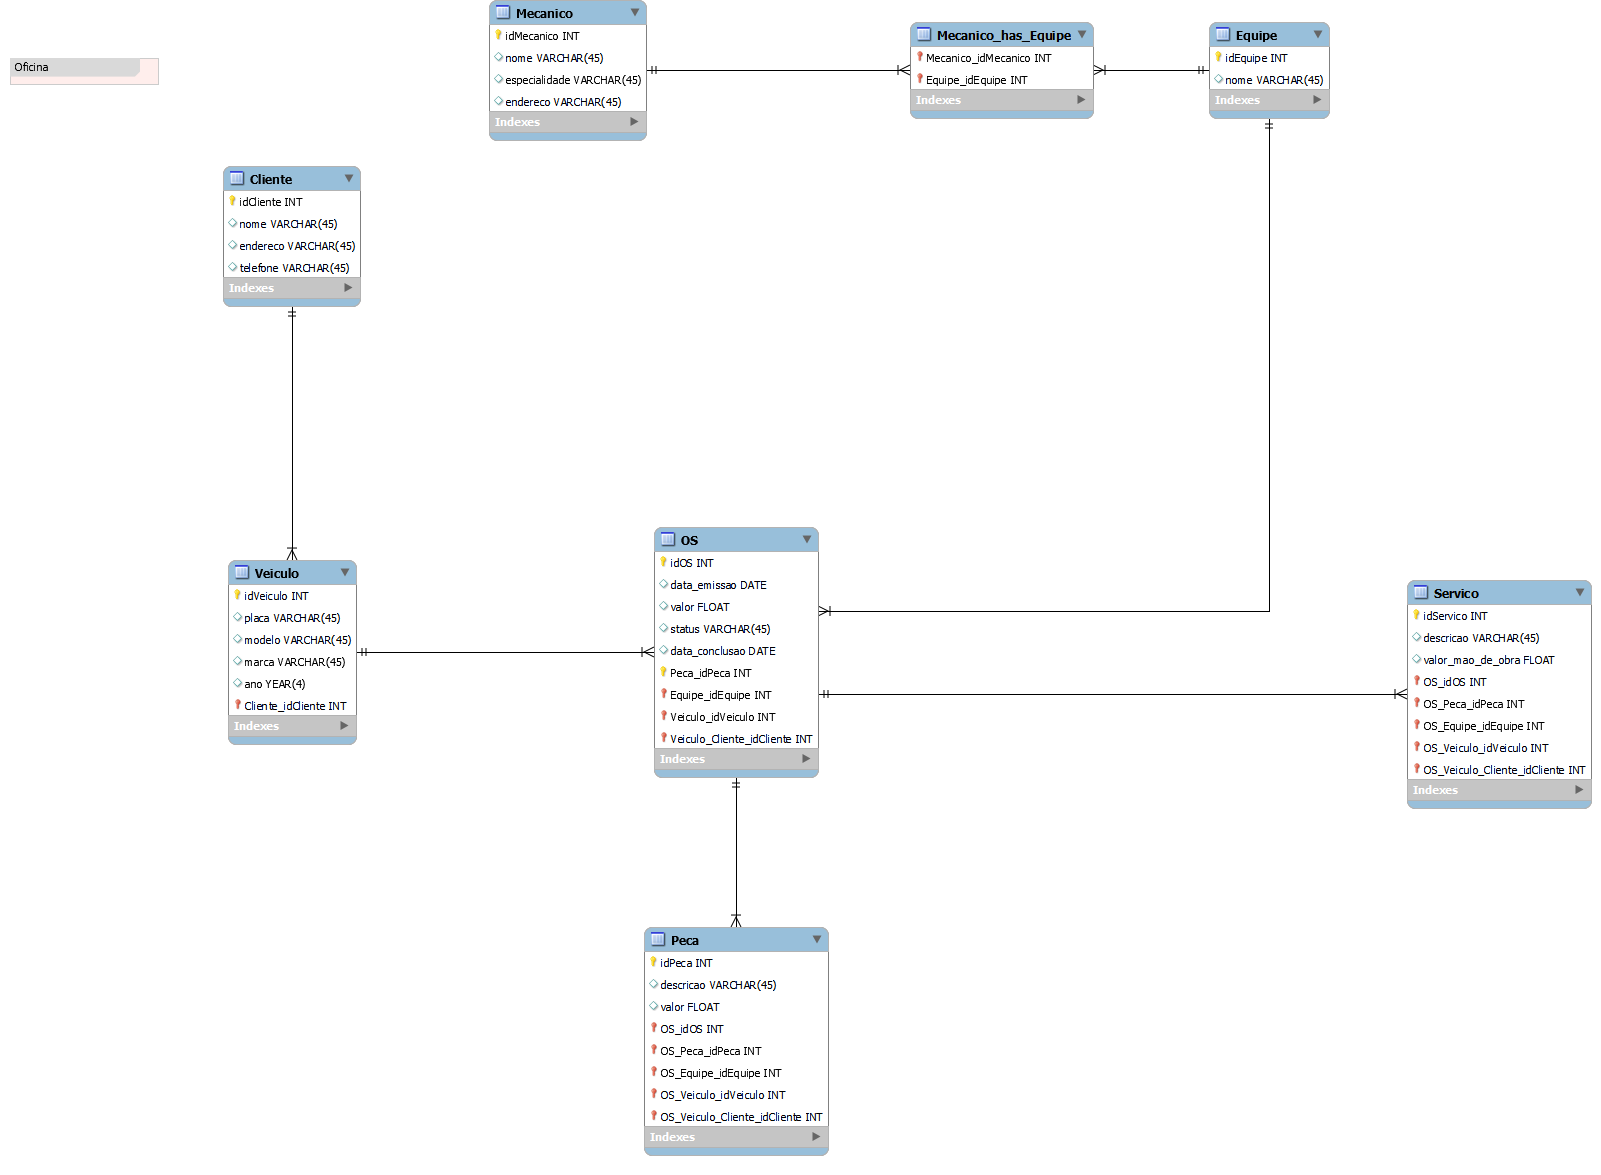 Oficina
Mecanico
idMecanico INT
nome VARCHAR(45)
especialidade VARCHAR(45)
endereco VARCHAR(45)
Indexes
Mecanico_has_Equipe
Mecanico_idMecanico INT
Equipe_idEquipe INT
Indexes
Equipe
idEquipe INT
nome VARCHAR(45)
Indexes
Cliente
idCliente INT
nome VARCHAR(45)
endereco VARCHAR(45)
telefone VARCHAR(45)
Indexes
Veiculo
idVeiculo INT
placa VARCHAR(45)
modelo VARCHAR(45)
marca VARCHAR(45)
ano YEAR(4)
Cliente_idCliente INT
Indexes
OS
idOS INT
data_emissao DATE
valor FLOAT
status VARCHAR(45)
data_conclusao DATE
Peca_idPeca INT
Equipe_idEquipe INT
Veiculo_idVeiculo INT
Veiculo_Cliente_idCliente INT
Indexes
Servico
idServico INT
descricao VARCHAR(45)
valor_mao_de_obra FLOAT
OS_idOS INT
OS_Peca_idPeca INT
OS_Equipe_idEquipe INT
OS_Veiculo_idVeiculo INT
OS_Veiculo_Cliente_idCliente INT
Indexes
Peca
idPeca INT
descricao VARCHAR(45)
valor FLOAT
OS_idOS INT
OS_Peca_idPeca INT
OS_Equipe_idEquipe INT
OS_Veiculo_idVeiculo INT
OS_Veiculo_Cliente_idCliente INT
Indexes